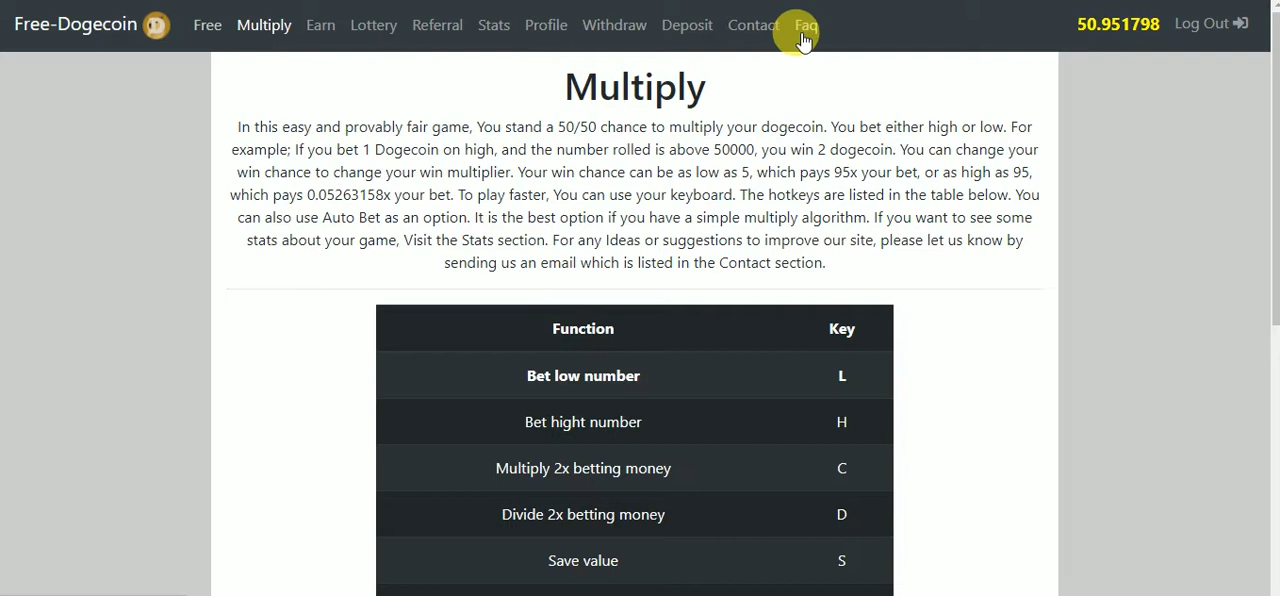 Free-Dogecoin Free Multiply Earn Lottery Referral Stats Profile Withdraw Deposit Contact Faq 50.951798 Log Out
Multiply
In this easy and provably fair game, You stand a 50/50 chance to multiply your dogecoin. You bet either high or low. For
example; If you bet 1 Dogecoin on high, and the number rolled is above 50000, you win 2 dogecoin. You can change your
win chance to change your win multiplier. Your win chance can be as low as 5, which pays 95x your bet, or as high as 95,
which pays 0.05263158x your bet. To play faster, You can use your keyboard. The hotkeys are listed in the table below. You
can also use Auto Bet as an option. It is the best option if you have a simple multiply algorithm. If you want to see some
stats about your game, Visit the Stats section. For any Ideas or suggestions to improve our site, please let us know by
sending us an email which is listed in the Contact section.
Function Key
Bet low number L
Bet hight number H
Multiply 2x betting money C
Divide 2x betting money D
Save value S